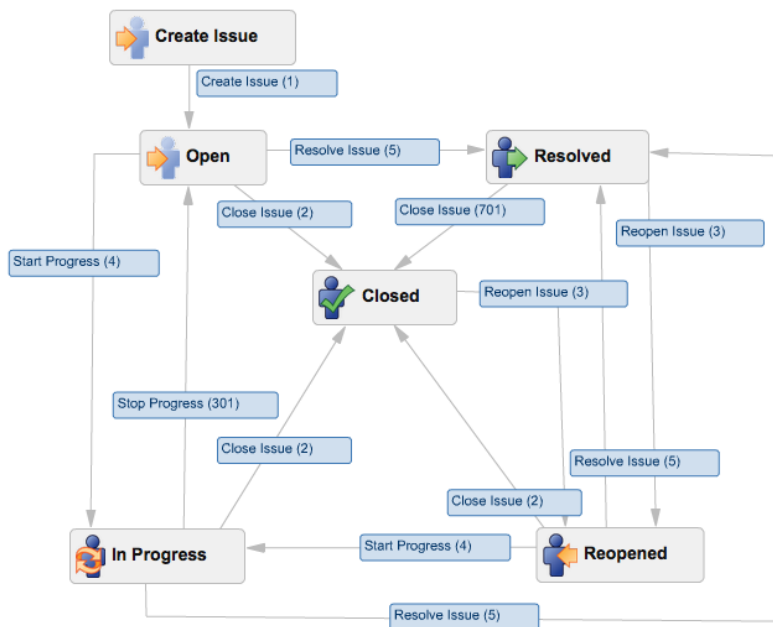 Create Issue
Create Issue (1)
Open
Resolve Issue (5)
Resolved
Close Issue (2)
Close Issue (701)
Reopen Issue (3)
Start Progress (4)
Closed
Reopen Issue (3)
Stop Progress (301)
Close Issue (2)
Resolve Issue (5)
Close Issue (2)
In Progress
Start Progress (4)
Reopened
Resolve Issue (5)